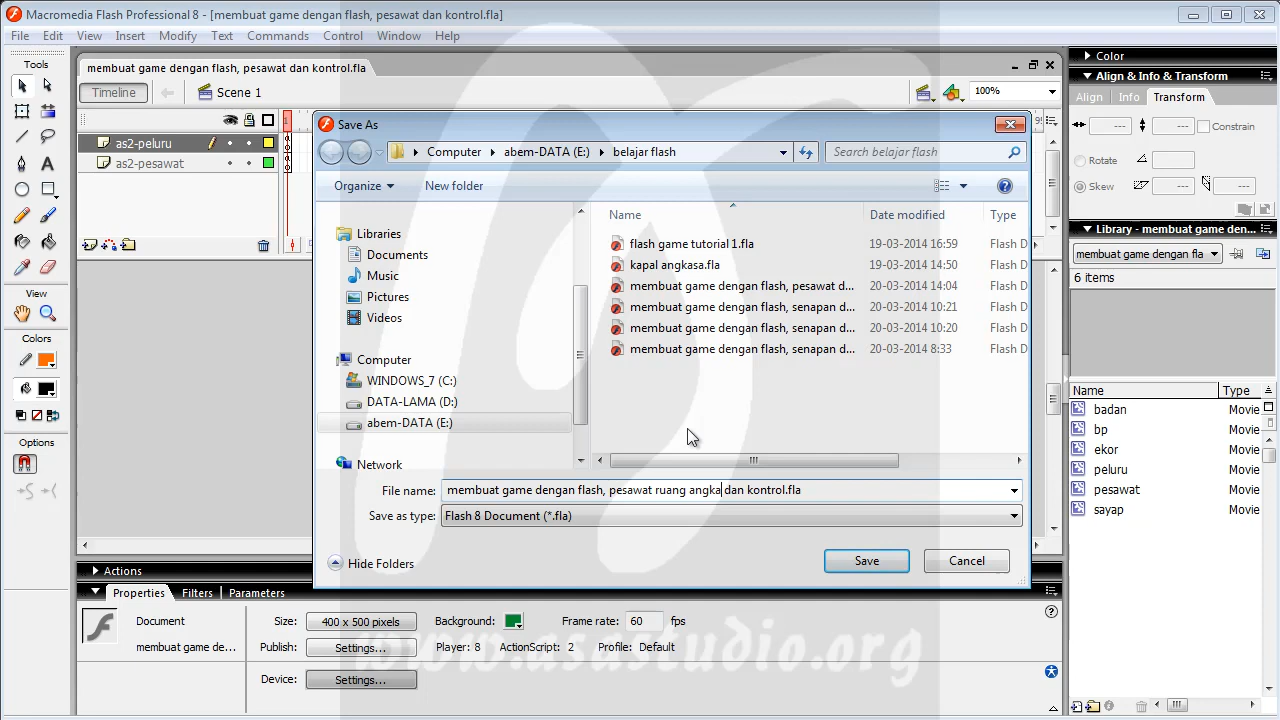 Macromedia Flash Professional 8 - [membuat game dengan flash, pesawat dan kontrol.fla]
File Edit View Insert Modify Text Commands Control Window Help
Tools
View
Colors
Options
membuat game dengan flash, pesawat dan kontrol.fla
Timeline
Scene 1
100%
1
as2-peluru
as2-pesawat
Save As
Computer
abem-DATA (E:)
belajar flash
Search belajar flash
Organize
New folder
Libraries
Documents
Music
Pictures
Videos
Computer
WINDOWS_7 (C:)
DATA-LAMA (D:)
abem-DATA (E:)
Network
Name Date modified Type
flash game tutorial 1.fla 19-03-2014 16:59 Flash D
kapal angkasa.fla 19-03-2014 14:50 Flash D
membuat game dengan flash, pesawat d... 20-03-2014 14:04 Flash D
membuat game dengan flash, senapan d... 20-03-2014 10:21 Flash D
membuat game dengan flash, senapan d... 20-03-2014 10:20 Flash D
membuat game dengan flash, senapan d... 20-03-2014 8:33 Flash D
File name: membuat game dengan flash, pesawat ruang angka dan kontrol.fla
Save as type: Flash 8 Document (*.fla)
Hide Folders
Save
Cancel
Actions
Properties Filters Parameters
Document
membuat game de...
Size: 400 x 500 pixels
Background:
Frame rate: 60 fps
Publish: Settings...
Player: 8
ActionScript: 2
Profile: Default
Device: Settings...
Color
Align & Info & Transform
Align Info Transform
Constrain
Rotate
Skew
Library - membuat game den...
membuat game dengan fla
6 items
Name Type
badan Movie
bp Movie
ekor Movie
peluru Movie
pesawat Movie
sayap Movie
www.asastudio.org